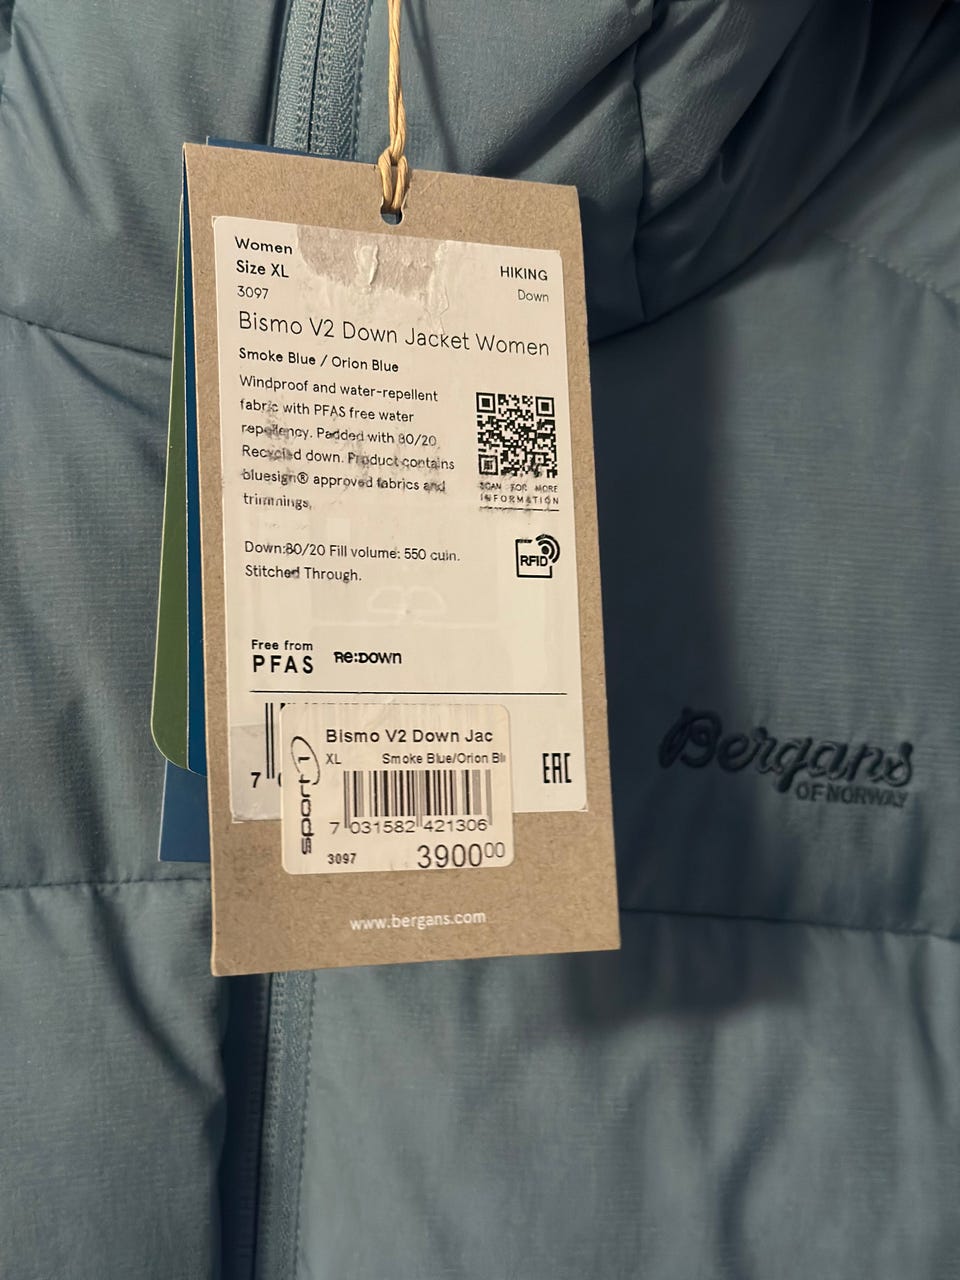 Women
Size XL
3097
HIKING
Down
Bismo V2 Down Jacket Women
Smoke Blue / Orion Blue
Windproof and water-repellent
fabric with PFAS free water
repellency. Padded with 80/20
Recycled down. Product contains
bluesign® approved fabrics and
trimmings.
SCAN FOR MORE
INFORMATION
Down:80/20 Fill volume: 550 cuin.
Stitched Through.
RFID
Free from
PFAS
Re:DOWN
7
EAC
sport1
Bismo V2 Down Jac
XL Smoke Blue/Orion Bl
7 031582 421306
3097 390000
www.bergans.com
Bergans
OF NORWAY